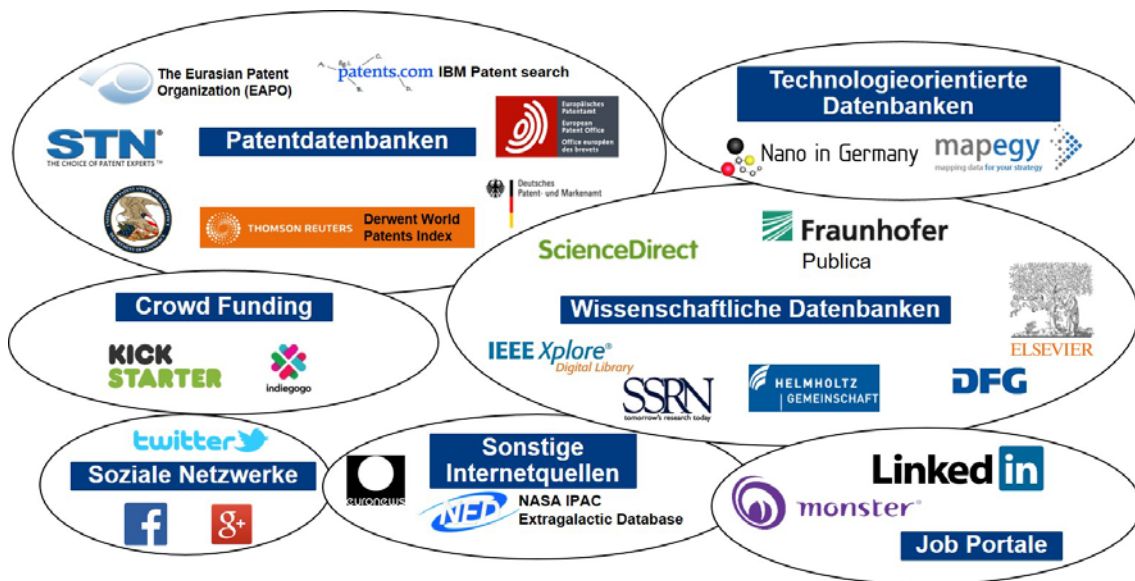 The Eurasian Patent
Organization (EAPO)
patents.com IBM Patent search
A.
Fig.1.
C.
B.
D.
STN®
THE CHOICE OF PATENT EXPERTS™
Patentdatenbanken
Europäisches
Patentamt
European
Patent Office
Office européen
des brevets
Deutsches
Patent- und Markenamt
THOMSON REUTERS
Derwent World
Patents Index
Technologieorientierte
Datenbanken
Nano in Germany
mapegy
mapping data for your strategy
ScienceDirect
Fraunhofer
Publica
Wissenschaftliche Datenbanken
ELSEVIER
IEEE Xplore®
Digital Library
SSRN
tomorrow's research today
HELMHOLTZ
GEMEINSCHAFT
DFG
Crowd Funding
KICK
STARTER
indiegogo
twitter
Soziale Netzwerke
f
g+
Sonstige
Internetquellen
euronews
NED
NASA IPAC
Extragalactic Database
Linked in
monster®
Job Portale